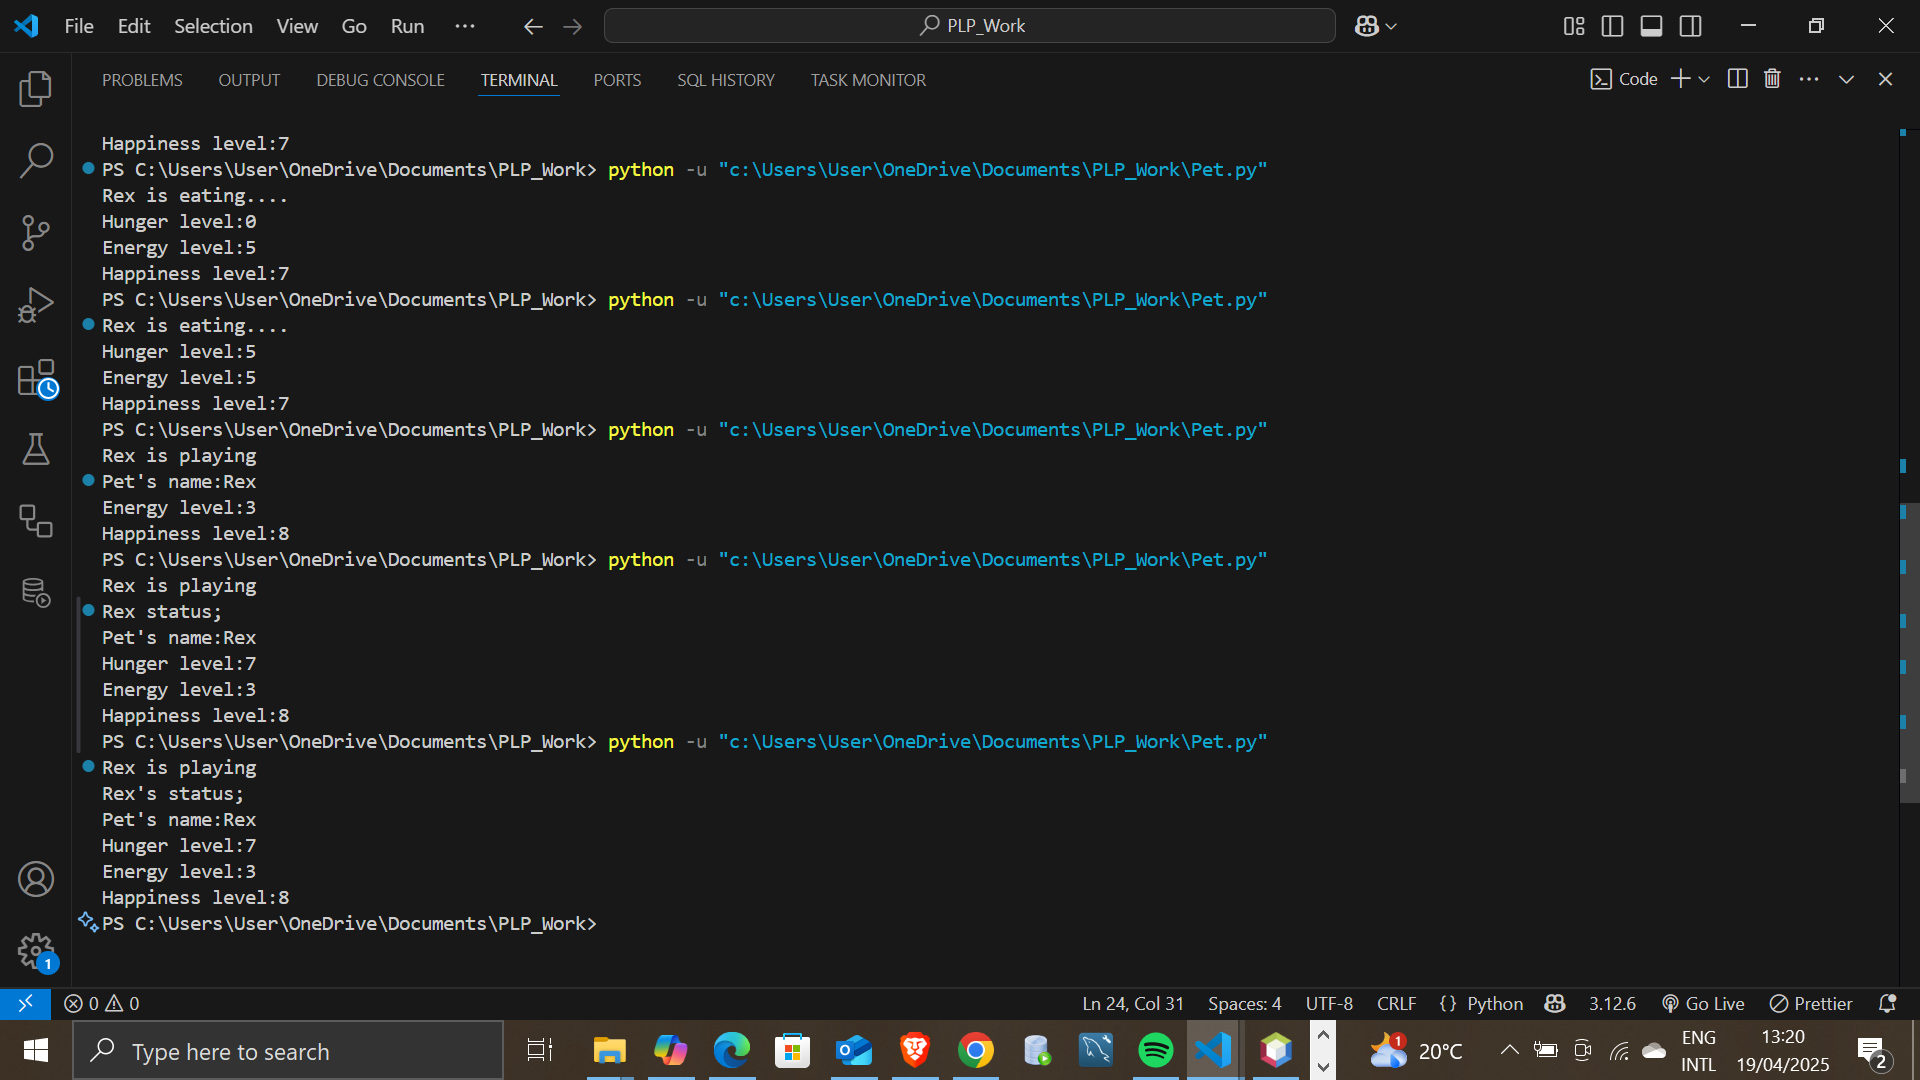 File Edit Selection View Go Run ··· PLP_Work
PROBLEMS OUTPUT DEBUG CONSOLE TERMINAL PORTS SQL HISTORY TASK MONITOR Code
Happiness level:7
PS C:\Users\User\OneDrive\Documents\PLP_Work> python -u "c:\Users\User\OneDrive\Documents\PLP_Work\Pet.py"
Rex is eating....
Hunger level:0
Energy level:5
Happiness level:7
PS C:\Users\User\OneDrive\Documents\PLP_Work> python -u "c:\Users\User\OneDrive\Documents\PLP_Work\Pet.py"
Rex is eating....
Hunger level:5
Energy level:5
Happiness level:7
PS C:\Users\User\OneDrive\Documents\PLP_Work> python -u "c:\Users\User\OneDrive\Documents\PLP_Work\Pet.py"
Rex is playing
Pet's name:Rex
Energy level:3
Happiness level:8
PS C:\Users\User\OneDrive\Documents\PLP_Work> python -u "c:\Users\User\OneDrive\Documents\PLP_Work\Pet.py"
Rex is playing
Rex status;
Pet's name:Rex
Hunger level:7
Energy level:3
Happiness level:8
PS C:\Users\User\OneDrive\Documents\PLP_Work> python -u "c:\Users\User\OneDrive\Documents\PLP_Work\Pet.py"
Rex is playing
Rex's status;
Pet's name:Rex
Hunger level:7
Energy level:3
Happiness level:8
PS C:\Users\User\OneDrive\Documents\PLP_Work>
1
0 0 Ln 24, Col 31 Spaces: 4 UTF-8 CRLF {} Python 3.12.6 Go Live Prettier
Type here to search 1 20°C ENG 13:20
INTL 19/04/2025 2